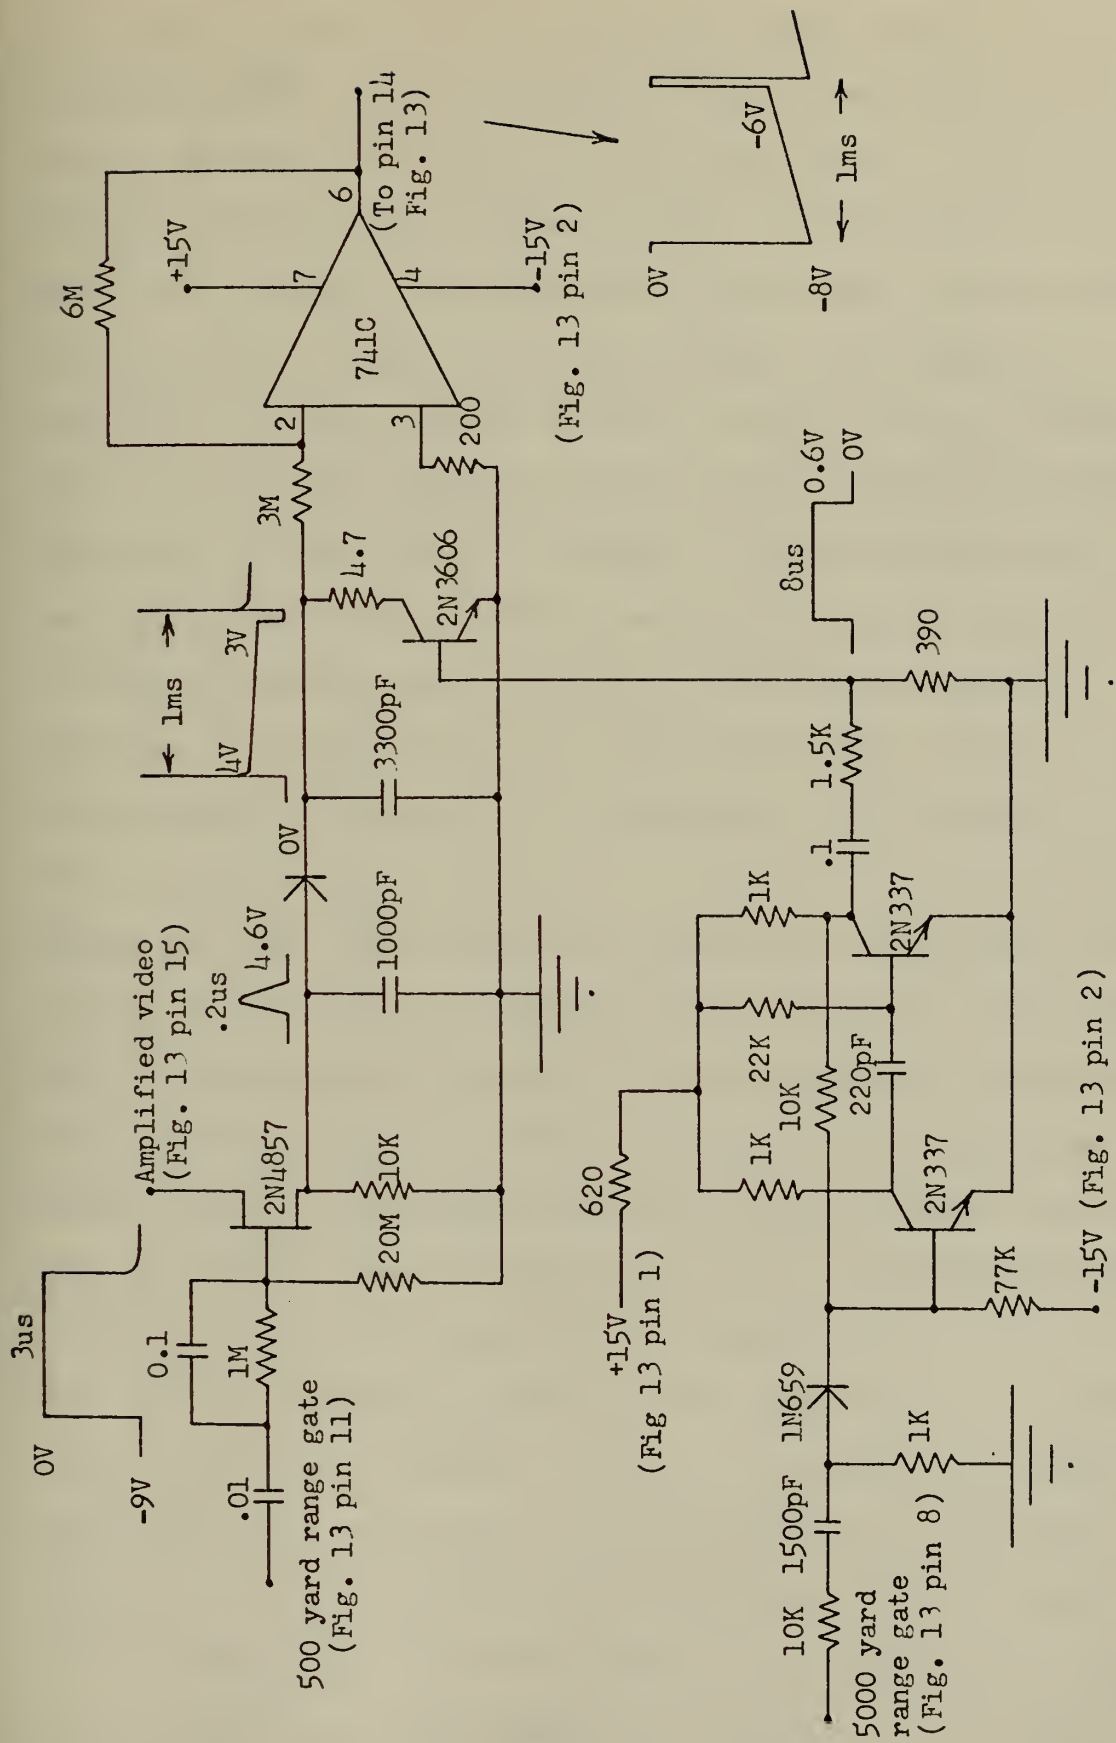 3us
0V
-9V
0.1
1M
.01
500 yard range gate
(Fig. 13 pin 11)
Amplified video
(Fig. 13 pin 15)
2N4857
20M
10K
.2us
4.6V
1000pF
0V
4V
1ms
3V
3300pF
4.7
2N3606
3M
6M
2
3
200
741C
+15V
7
6
4
-15V
(Fig. 13 pin 2)
(To pin 14
Fig. 13)
0V
-8V
-6V
1ms
+15V
(Fig 13 pin 1)
620
1K
22K
10K
220pF
1K
2N337
2N337
.1
1.5K
390
8us
0.6V
0V
10K
1500pF
1N659
1K
77K
-15V (Fig. 13 pin 2)
5000 yard
range gate
(Fig. 13 pin 8)